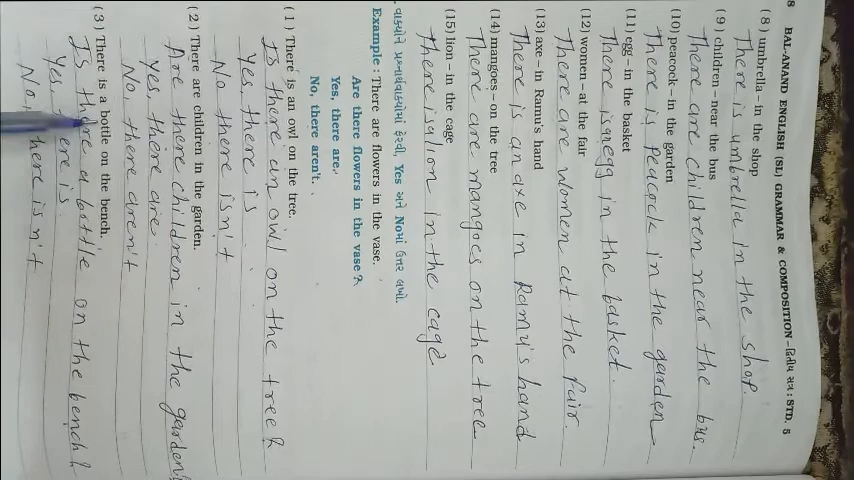 8 BAL-ANAND ENGLISH (SL) GRAMMAR & COMPOSITION – દ્વિતીય સત્ર : STD. 5
(8) umbrella – in the shop
There is umbrella in the shop.
(9) children – near the bus
There are children near the bus.
(10) peacock – in the garden
There is peacock in the garden
(11) egg – in the basket
There is an egg in the basket.
(12) women – at the fair
There are women at the fair.
(13) axe – in Ramu's hand
There is an axe in Ramu's hand
(14) mangoes – on the tree
There are mangoes on the tree
(15) lion – in the cage
There is a lion in the cage
વાક્યોને પ્રશ્નાર્થવાક્યોમાં ફેરવી, Yes અને Noમાં ઉત્તર લખો.
Example : There are flowers in the vase.
Are there flowers in the vase ?
Yes, there are.
No, there aren't.
(1) There is an owl on the tree.
Is there an owl on the tree ?
Yes, there is.
No there isn't
(2) There are children in the garden.
Are there children in the garden?
Yes, there are.
No there aren't
(3) There is a bottle on the bench.
Is there a bottle on the bench ?
Yes, is.
No, here isn't